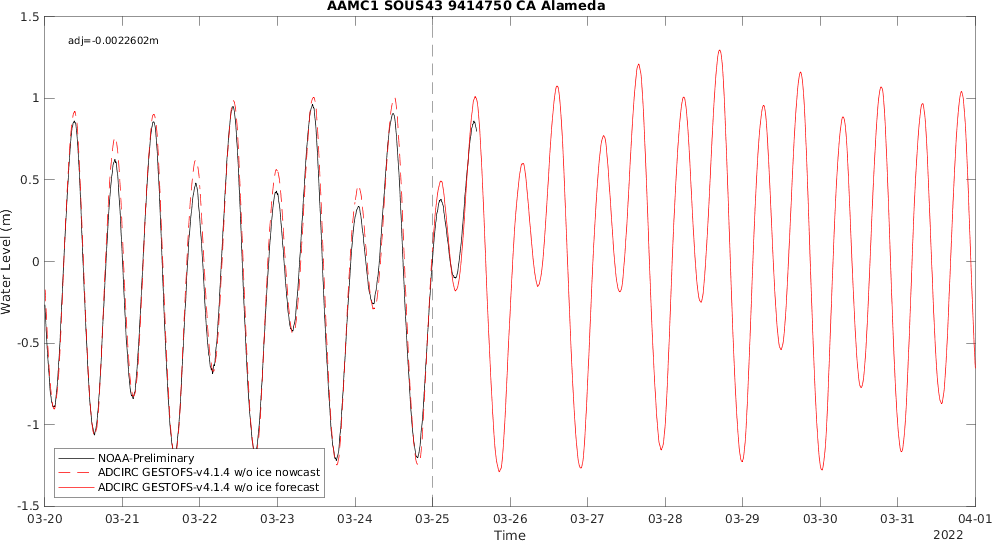 AAMC1 SOUS43 9414750 CA Alameda
adj=-0.0022602m
1.5
1
0.5
0
-0.5
-1
-1.5
Water Level (m)
NOAA-Preliminary
ADCIRC GESTOFS-v4.1.4 w/o ice nowcast
ADCIRC GESTOFS-v4.1.4 w/o ice forecast
03-20 03-21 03-22 03-23 03-24 03-25 03-26 03-27 03-28 03-29 03-30 03-31 04-01
Time
2022